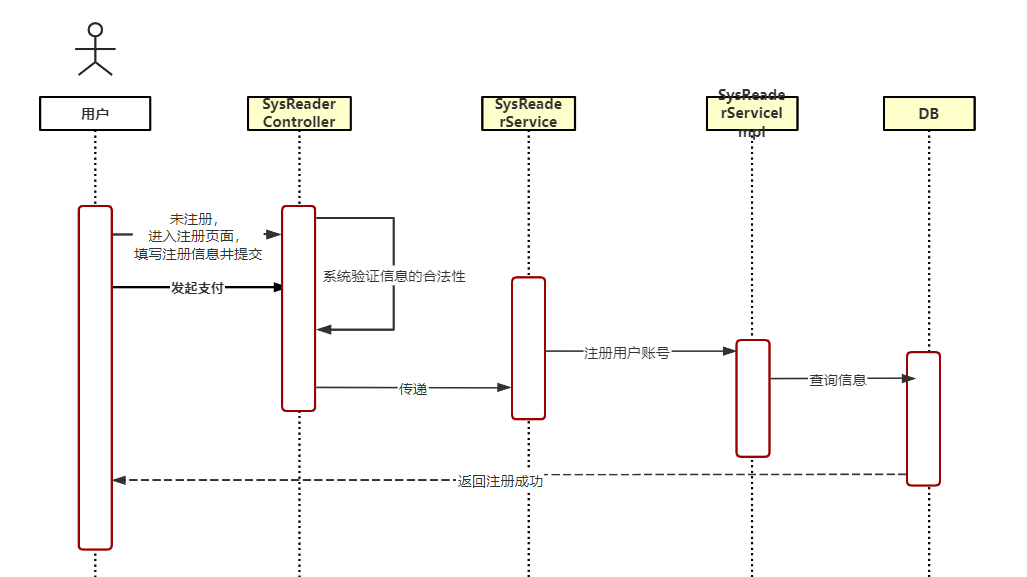 用户
SysReader
Controller
SysReade
rService
SysReade
rServiceI
mpl
DB
未注册，
进入注册页面，
填写注册信息井提交
系统验证信息的合法性
发起支付
注册用户账号
查询信息
传递
返回注册成功